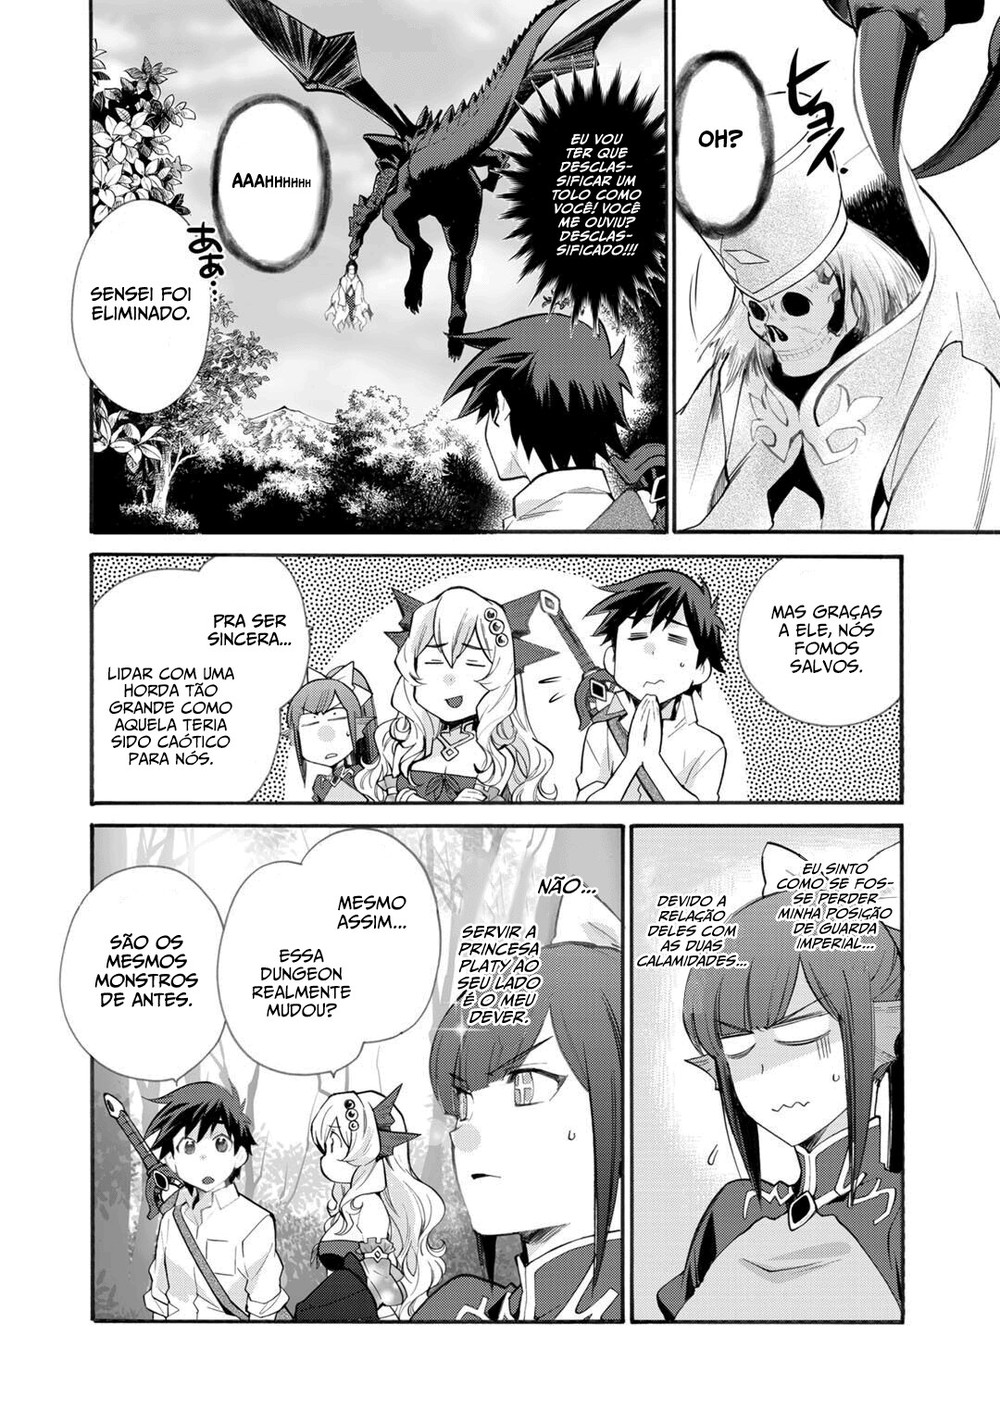 OH?
ヒョイ
EU VOU
TER QUE
DESCLAS-
SIFICAR UM
TOLO COMO
VOCÊ! VOCÊ
ME OUVIU?
DESCLAS-
SIFICADO!!!
AAAHHHHHHH
ああぁ…
SENSEI FOI
ELIMINADO.
MAS GRAÇAS
A ELE, NÓS
FOMOS
SALVOS.
PRA SER
SINCERA...
LIDAR COM UMA
HORDA TÃO
GRANDE COMO
AQUELA TERIA
SIDO CAÓTICO
PARA NÓS.
EU SINTO
COMO SE FOS-
SE PERDER
MINHA POSIÇÃO
DE GUARDA
IMPERIAL...
DEVIDO A
RELAÇÃO
DELES COM
AS DUAS
CALAMIDADES...
NÃO...
SERVIR A
PRINCESA
PLATY AO
SEU LADO
É O MEU
DEVER.
MESMO
ASSIM...
ESSA
DUNGEON
REALMENTE
MUDOU?
SÃO OS
MESMOS
MONSTROS
DE ANTES.